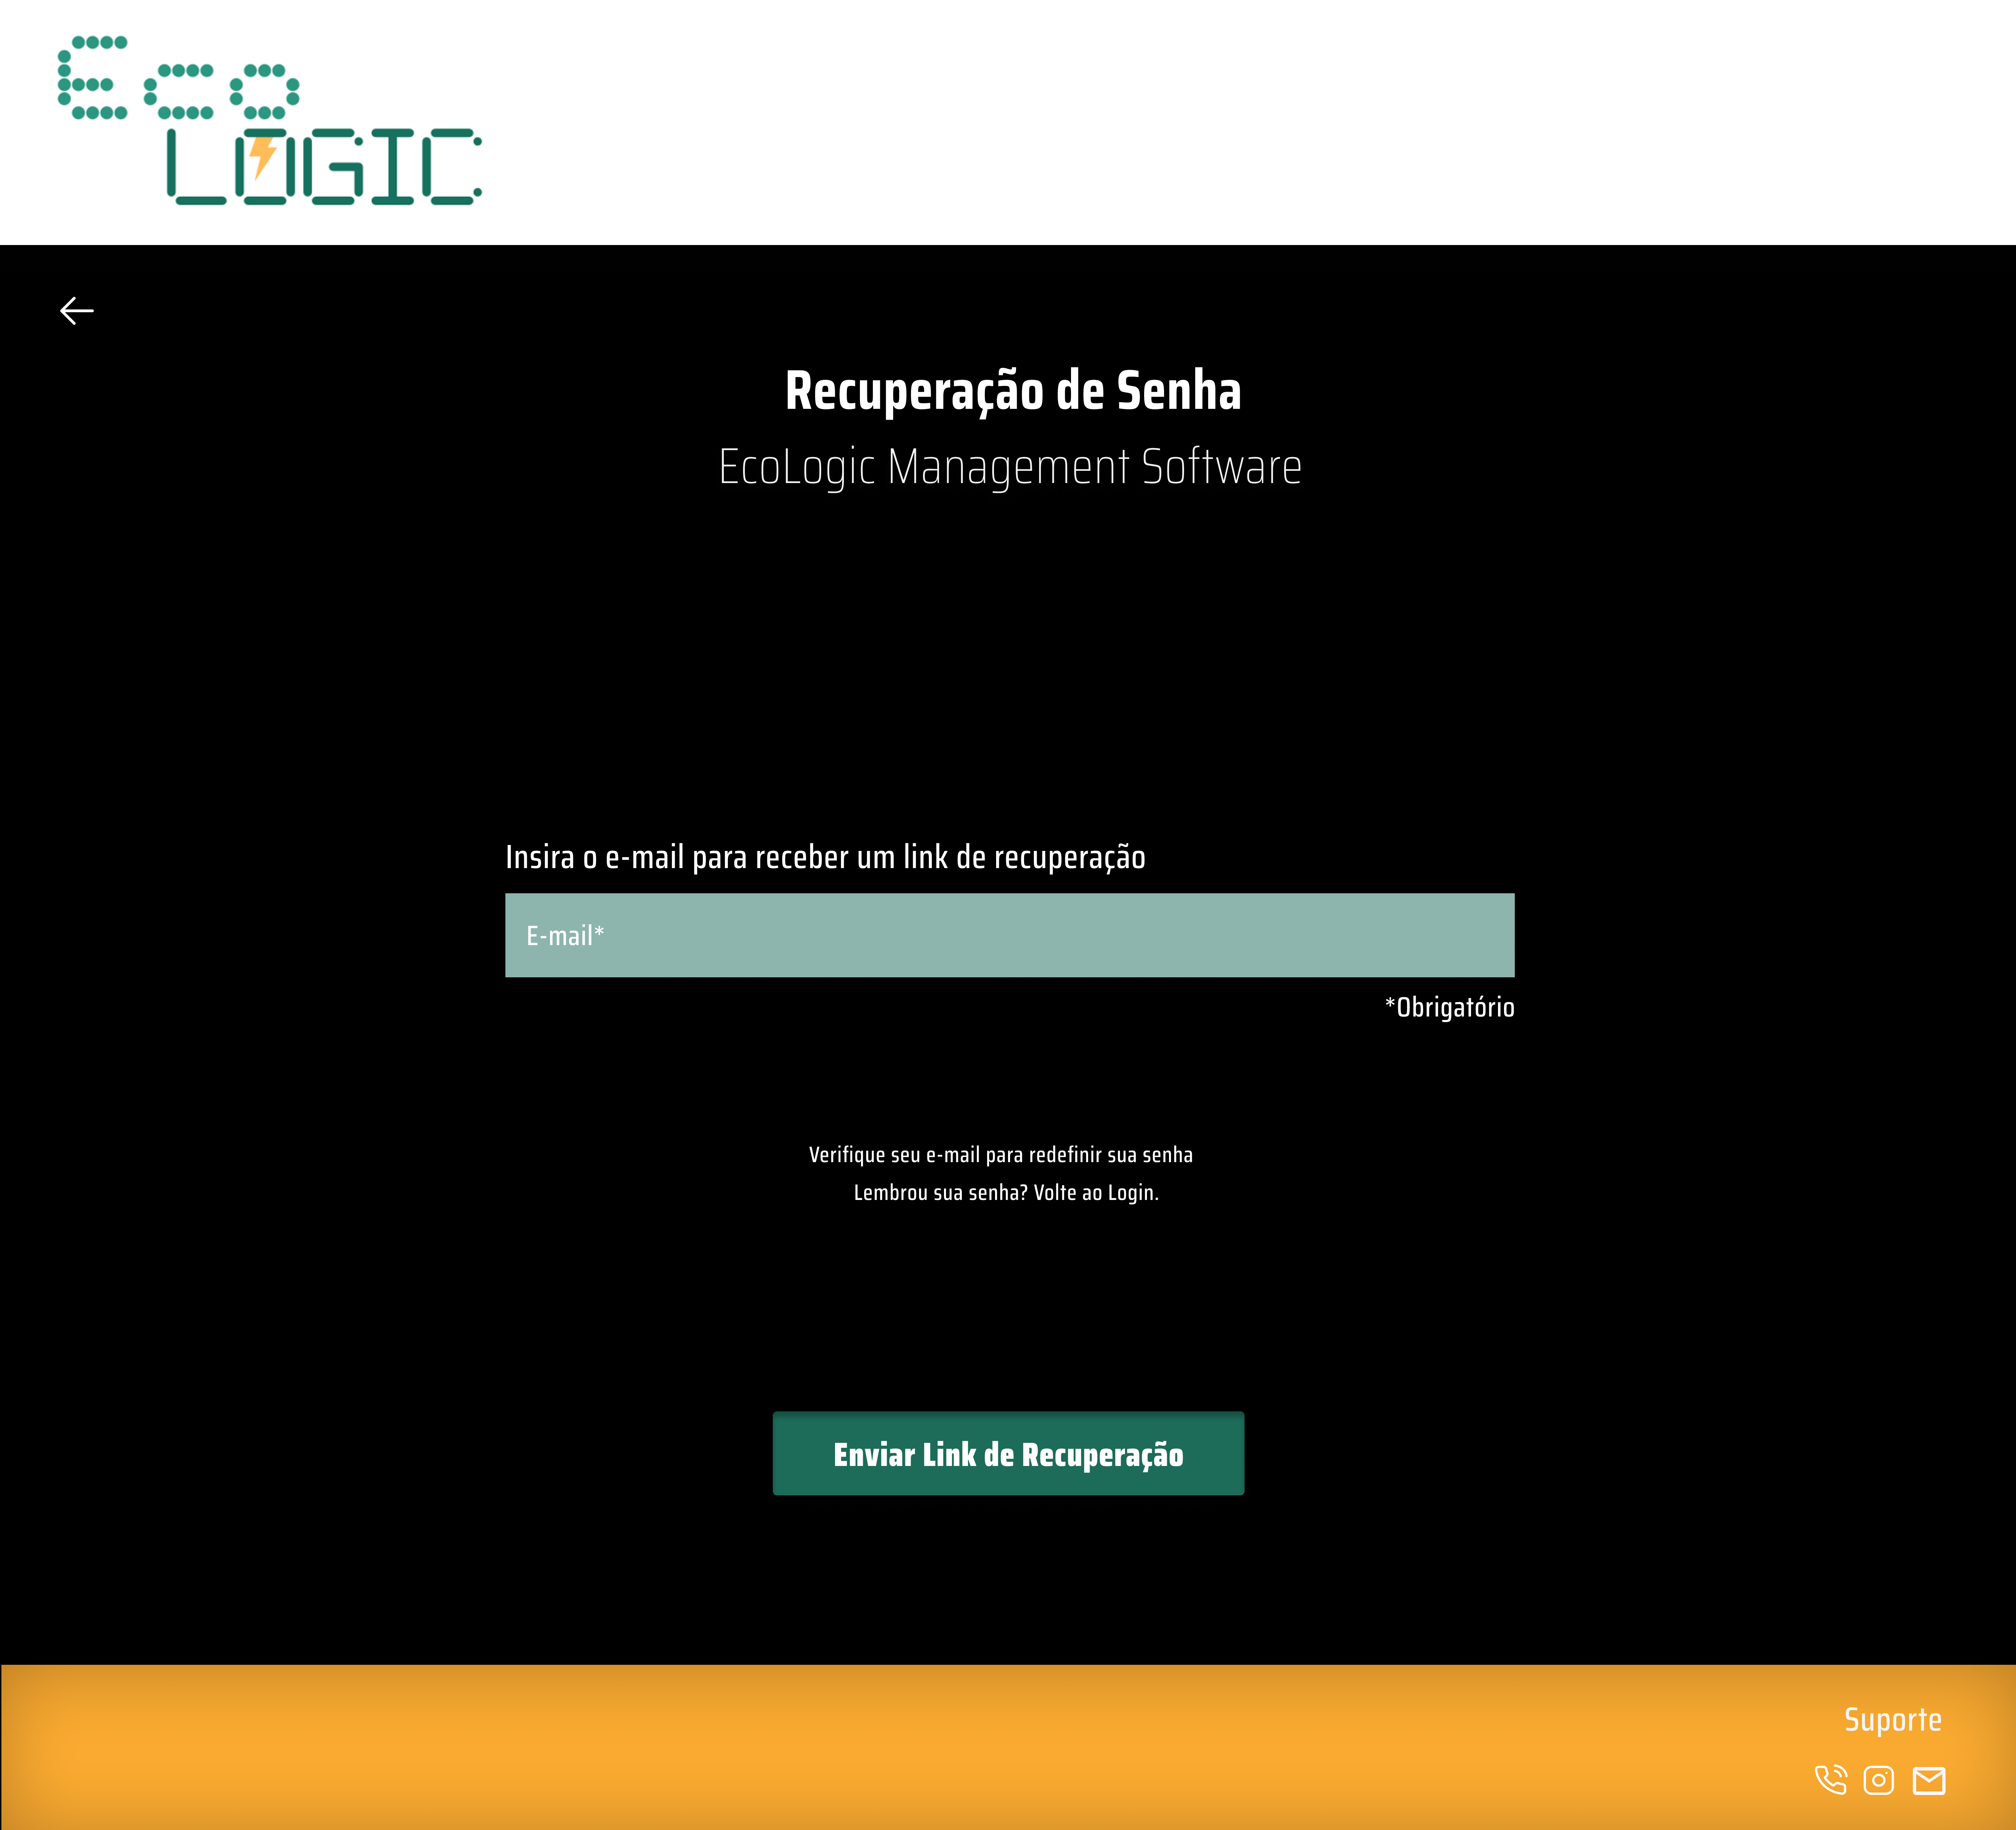 Eco
LOGIC
Recuperação de Senha
EcoLogic Management Software
Insira o e-mail para receber um link de recuperação
E-mail*
*Obrigatório
Verifique seu e-mail para redefinir sua senha
Lembrou sua senha? Volte ao Login.
Enviar Link de Recuperação
Suporte